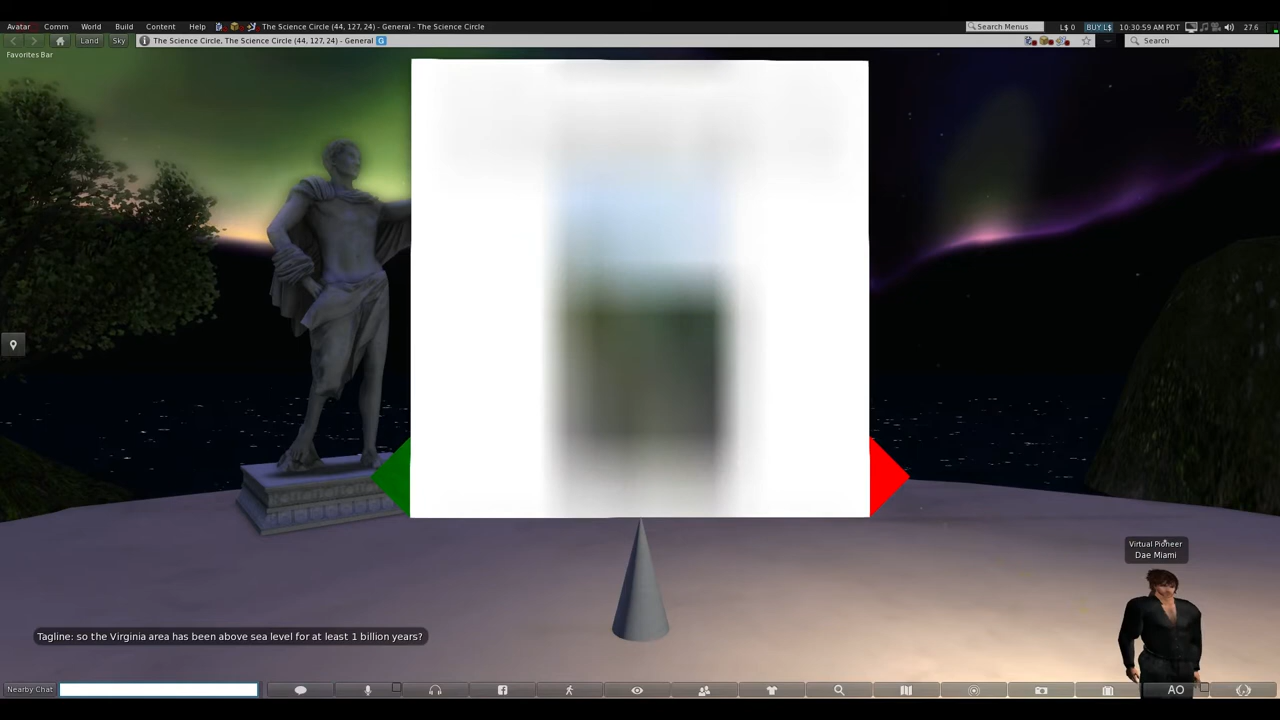 Avatar Comm World Build Content Help The Science Circle (44, 127, 24) - General - The Science Circle Search Menus L$ 0 BUY L$ 10:30:59 AM PDT 27.6
Land Sky The Science Circle, The Science Circle (44, 127, 24) - General G Search
Favorites Bar
Virtual Pioneer
Dae Miami
Tagline: so the Virginia area has been above sea level for at least 1 billion years?
Nearby Chat AO